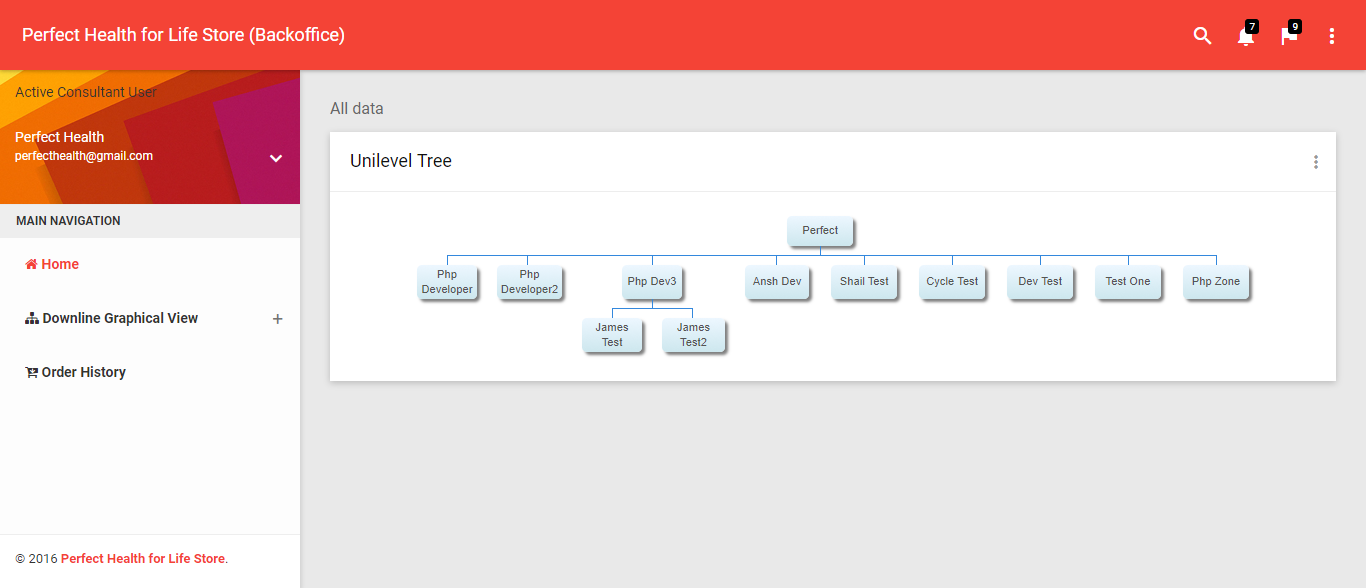 Perfect Health for Life Store (Backoffice)
7
9
Active Consultant User
Perfect Health
perfecthealth@gmail.com
MAIN NAVIGATION
Home
Downline Graphical View +
Order History
© 2016 Perfect Health for Life Store.
All data
Unilevel Tree
Perfect
Php
Developer
Php
Developer2
Php Dev3
Ansh Dev
Shail Test
Cycle Test
Dev Test
Test One
Php Zone
James
Test
James
Test2